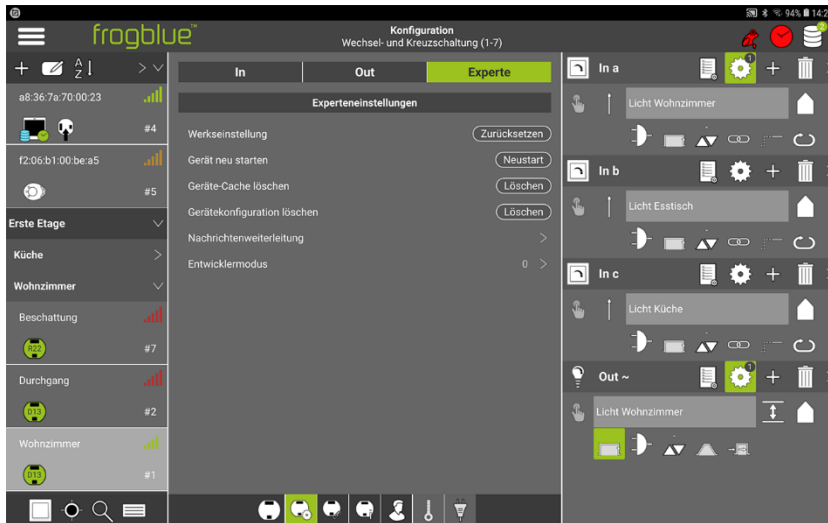 94% 14:2
frogblue™
Konfiguration
Wechsel- und Kreuzschaltung (1-7)
2
A
Z
a8:36:7a:70:00:23
#4
f2:06:b1:00:be:a5
#5
Erste Etage
Küche
Wohnzimmer
Beschattung
R22
#7
Durchgang
D13
#2
Wohnzimmer
D13
#1
In
Out
Experte
Experteneinstellungen
Werkseinstellung
Zurücksetzen
Gerät neu starten
Neustart
Geräte-Cache löschen
Löschen
Gerätekonfiguration löschen
Löschen
Nachrichtenweiterleitung
Entwicklermodus
0
In a
1
Licht Wohnzimmer
In b
Licht Esstisch
In c
Licht Küche
Out ~
1
Licht Wohnzimmer